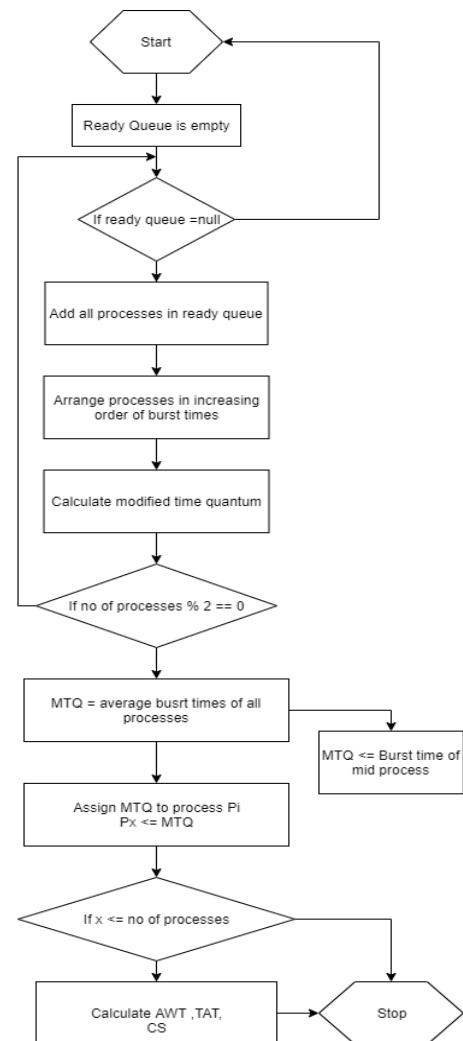 Start
Ready Queue is empty
If ready queue =null
Add all processes in ready queue
Arrange processes in increasing
order of burst times
Calculate modified time quantum
If no of processes % 2 == 0
MTQ = average busrt times of all
processes
MTQ <= Burst time of
mid process
Assign MTQ to process Pi
Px <= MTQ
If x <= no of processes
Calculate AWT ,TAT,
CS
Stop